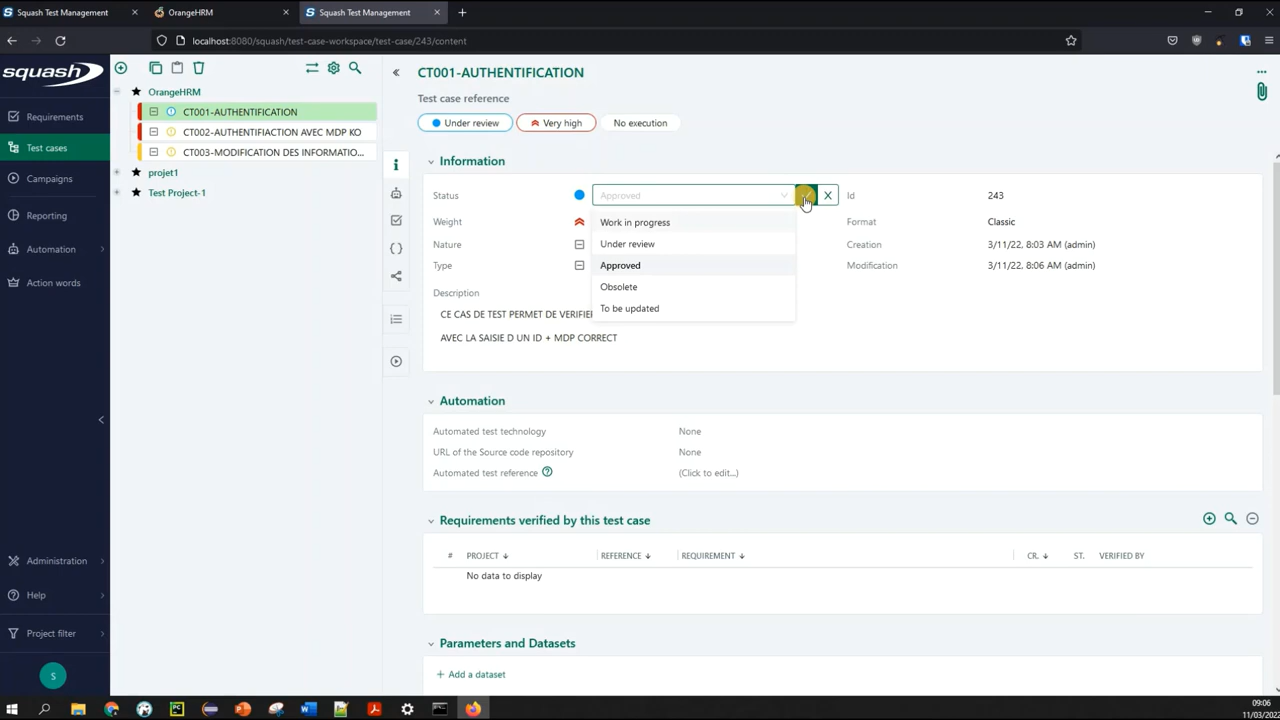 Squash Test Management
OrangeHRM
Squash Test Management
localhost:8080/squash/test-case-workspace/test-case/243/content
squash
Requirements
Test cases
Campaigns
Reporting
Automation
Action words
Administration
Help
Project filter
S
OrangeHRM
CT001-AUTHENTIFICATION
CT002-AUTHENTIFIACTION AVEC MDP KO
CT003-MODIFICATION DES INFORMATIO...
projet1
Test Project-1
CT001-AUTHENTIFICATION
Test case reference
Under review
Very high
No execution
Information
Status
Approved
Id
243
Work in progress
Under review
Approved
Obsolete
To be updated
Weight
Format
Classic
Nature
Creation
3/11/22, 8:03 AM (admin)
Type
Modification
3/11/22, 8:06 AM (admin)
Description
CE CAS DE TEST PERMET DE VERIFIER
AVEC LA SAISIE D UN ID + MDP CORRECT
Automation
Automated test technology
None
URL of the Source code repository
None
Automated test reference
(Click to edit...)
Requirements verified by this test case
# PROJECT REFERENCE REQUIREMENT CR. ST. VERIFIED BY
No data to display
Parameters and Datasets
+ Add a dataset
09:06
11/03/2022